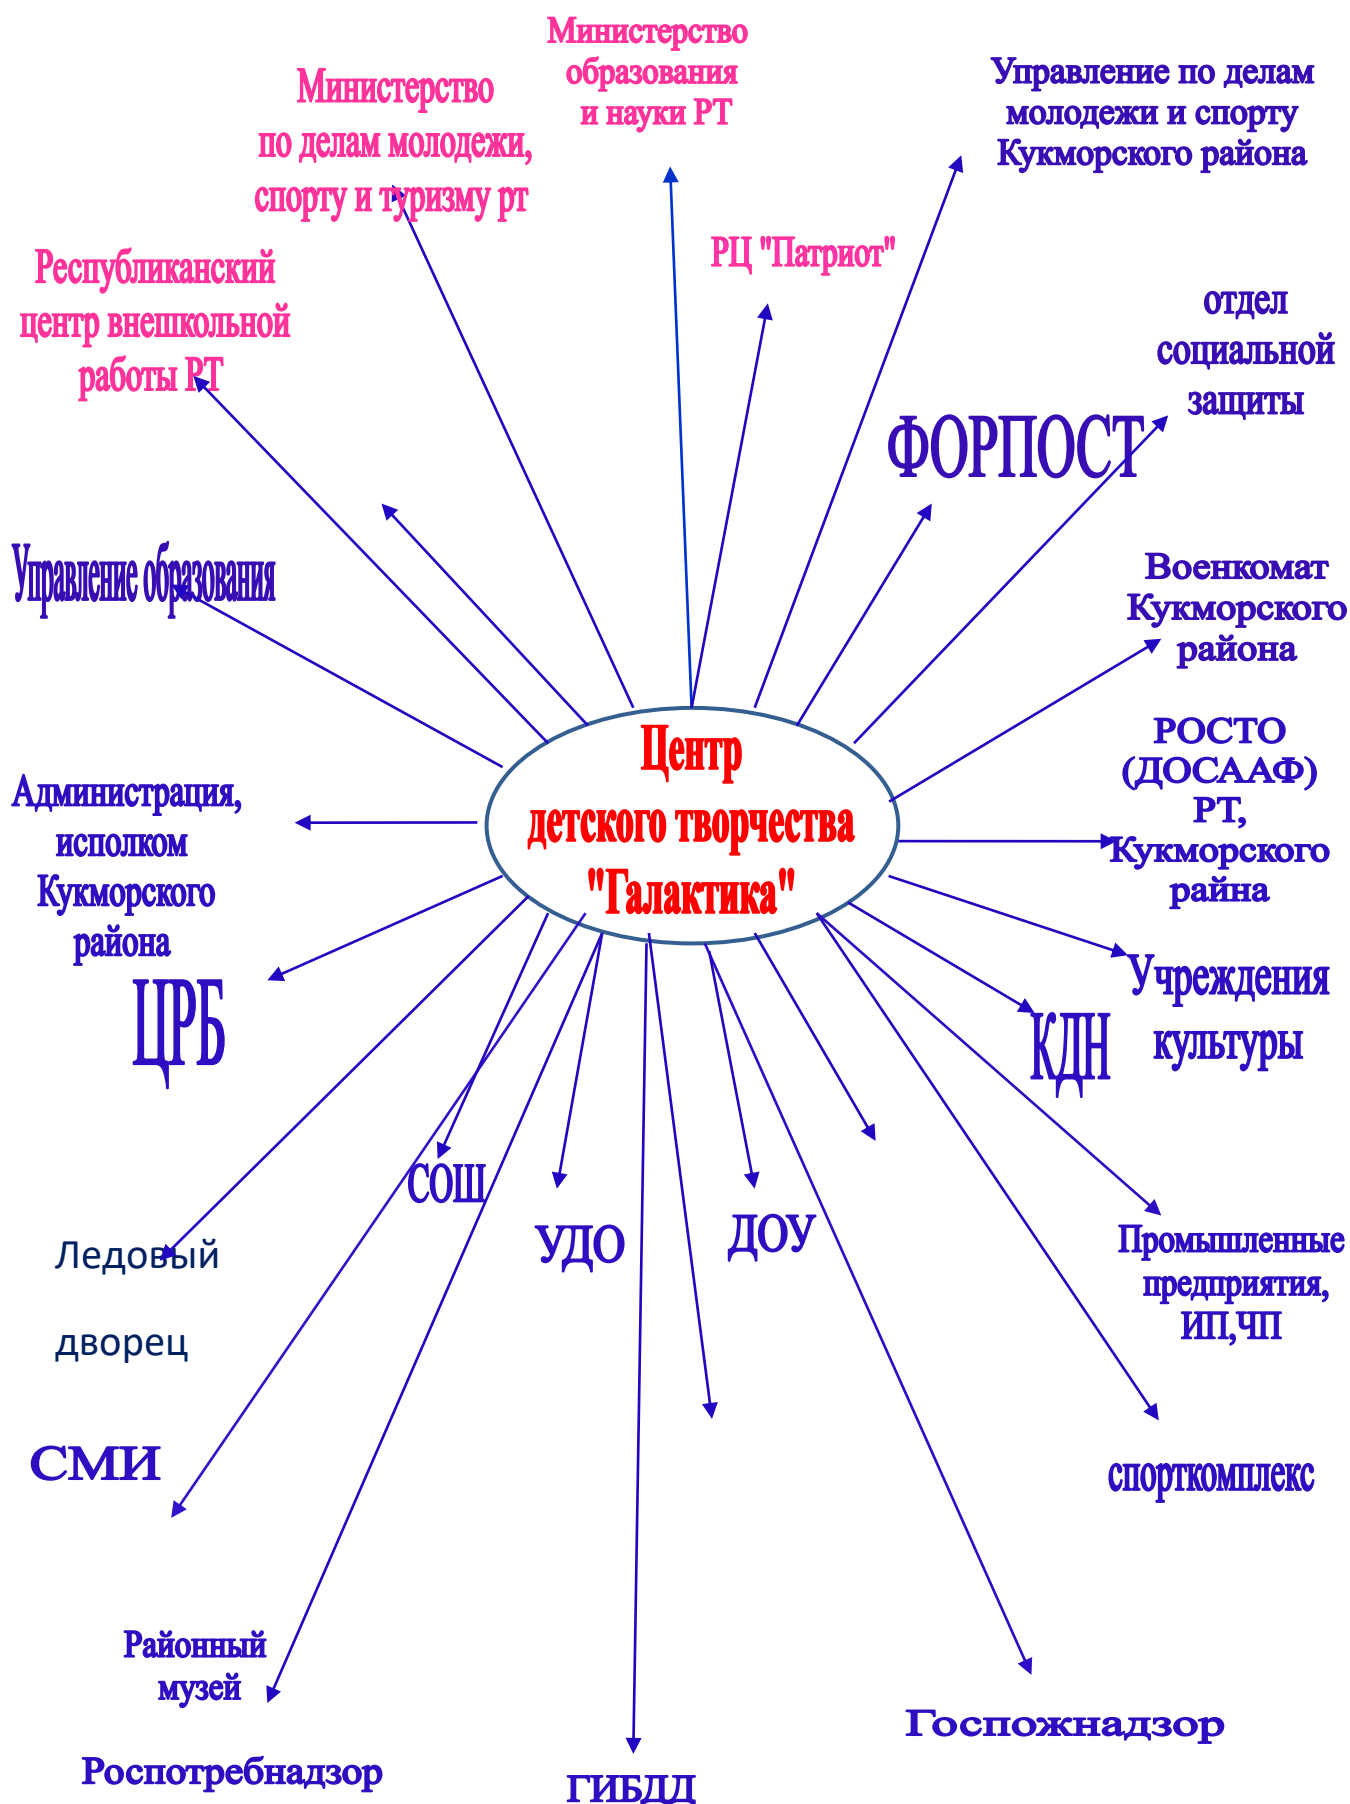 Министерство
образования
и науки РТ
Министерство
по делам молодежи,
спорту и туризму рт
Управление по делам
молодежи и спорту
Кукморского района
РЦ "Патриот"
Республиканский
центр внешкольной
работы РТ
отдел
социальной
защиты
ФОРПОСТ
Управление образования
Военкомат
Кукморского
района
Центр
детского творчества
"Галактика"
РОСТО
(ДОСААФ)
РТ,
Кукморского
райна
Администрация,
исполком
Кукморского
района
Учреждения
культуры
ЦРБ
КДН
СОШ
УДО
ДОУ
Ледовый
дворец
Промышленные
предприятия,
ИП,ЧП
СМИ
спорткомплекс
Районный
музей
Госпожнадзор
Роспотребнадзор
ГИБДД